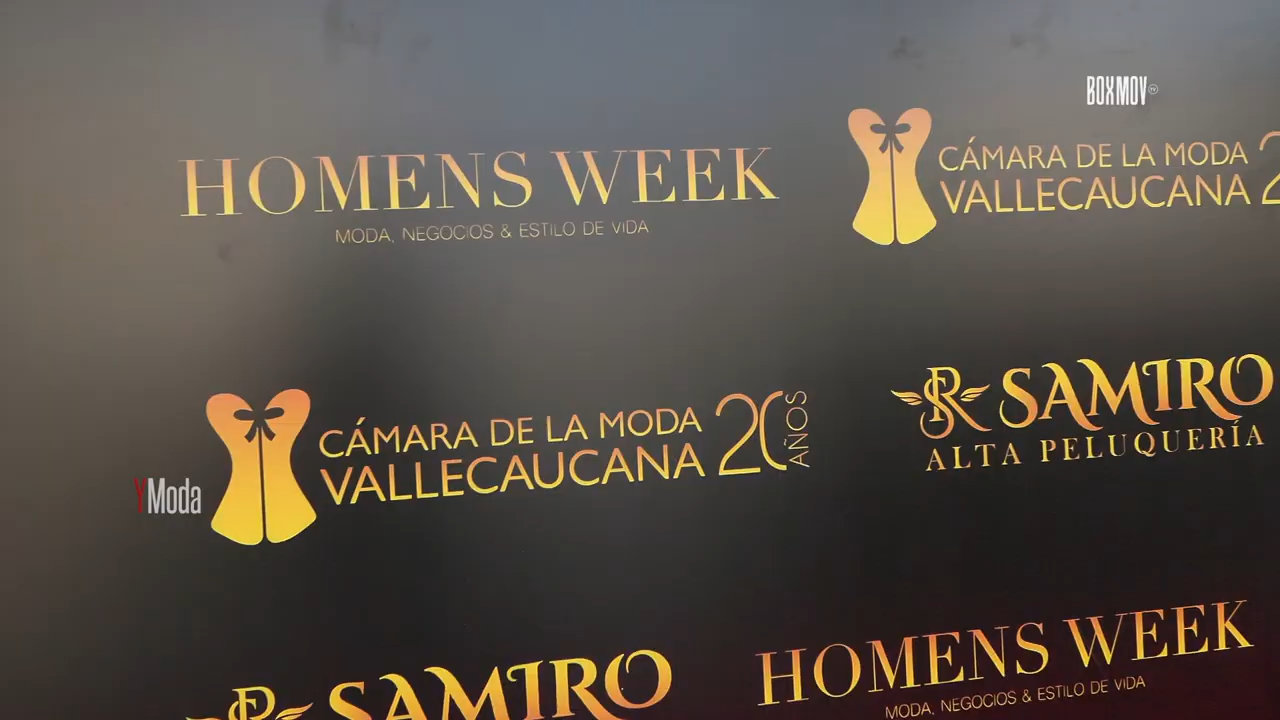 BOXMOV
HOMENS WEEK
MODA, NEGOCIOS & ESTILO DE VIDA
CÁMARA DE LA MODA
VALLECAUCANA 2
CÁMARA DE LA MODA
VALLECAUCANA 20 AÑOS
YModa
SAMIRO
ALTA PELUQUERÍA
SAMIRO
HOMENS WEEK
MODA, NEGOCIOS & ESTILO DE VIDA